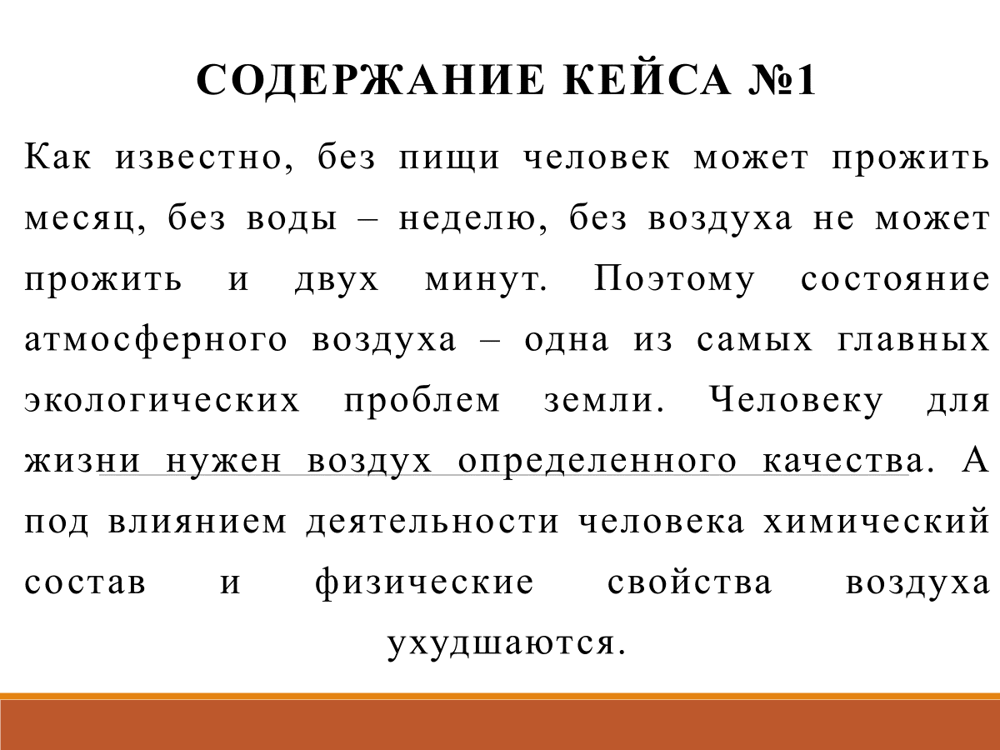 СОДЕРЖАНИЕ КЕЙСА №1
Как известно, без пищи человек может прожить
месяц, без воды – неделю, без воздуха не может
прожить и двух минут. Поэтому состояние
атмосферного воздуха – одна из самых главных
экологических проблем земли. Человеку для
жизни нужен воздух определенного качества. А
под влиянием деятельности человека химический
состав и физические свойства воздуха
ухудшаются.